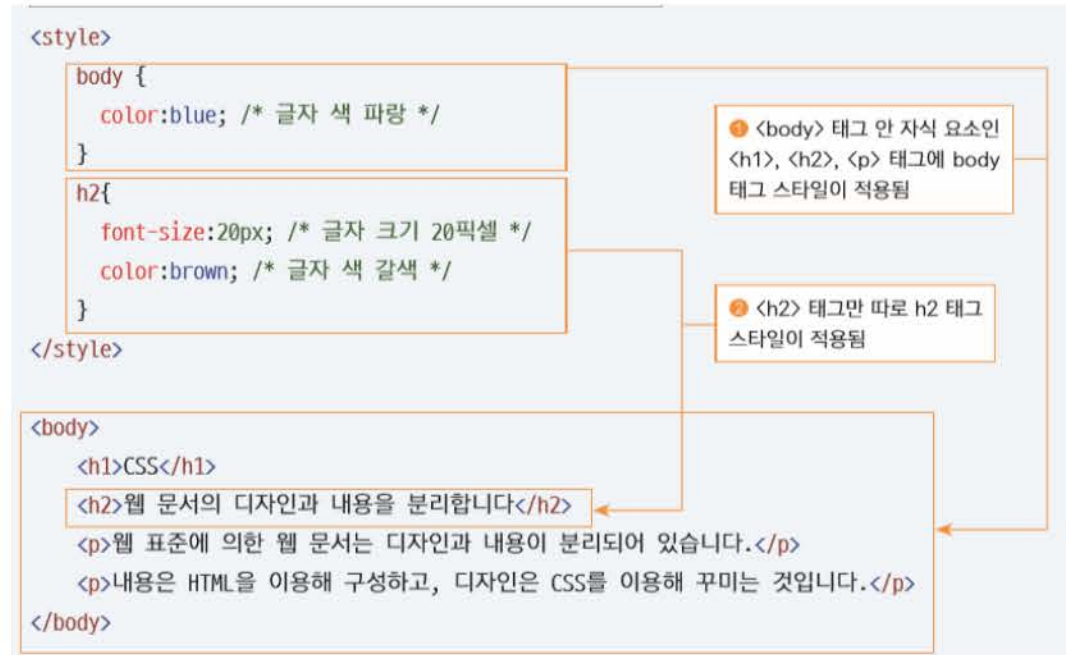 <style>
body {
color:blue; /* 글자 색 파랑 */
}
h2{
font-size:20px; /* 글자 크기 20픽셀 */
color:brown; /* 글자 색 갈색 */
}
</style>
❶ <body> 태그 안 자식 요소인
<h1>, <h2>, <p> 태그에 body
태그 스타일이 적용됨
❷ <h2> 태그만 따로 h2 태그
스타일이 적용됨
<body>
<h1>CSS</h1>
<h2>웹 문서의 디자인과 내용을 분리합니다</h2>
<p>웹 표준에 의한 웹 문서는 디자인과 내용이 분리되어 있습니다.</p>
<p>내용은 HTML을 이용해 구성하고, 디자인은 CSS를 이용해 꾸미는 것입니다.</p>
</body>